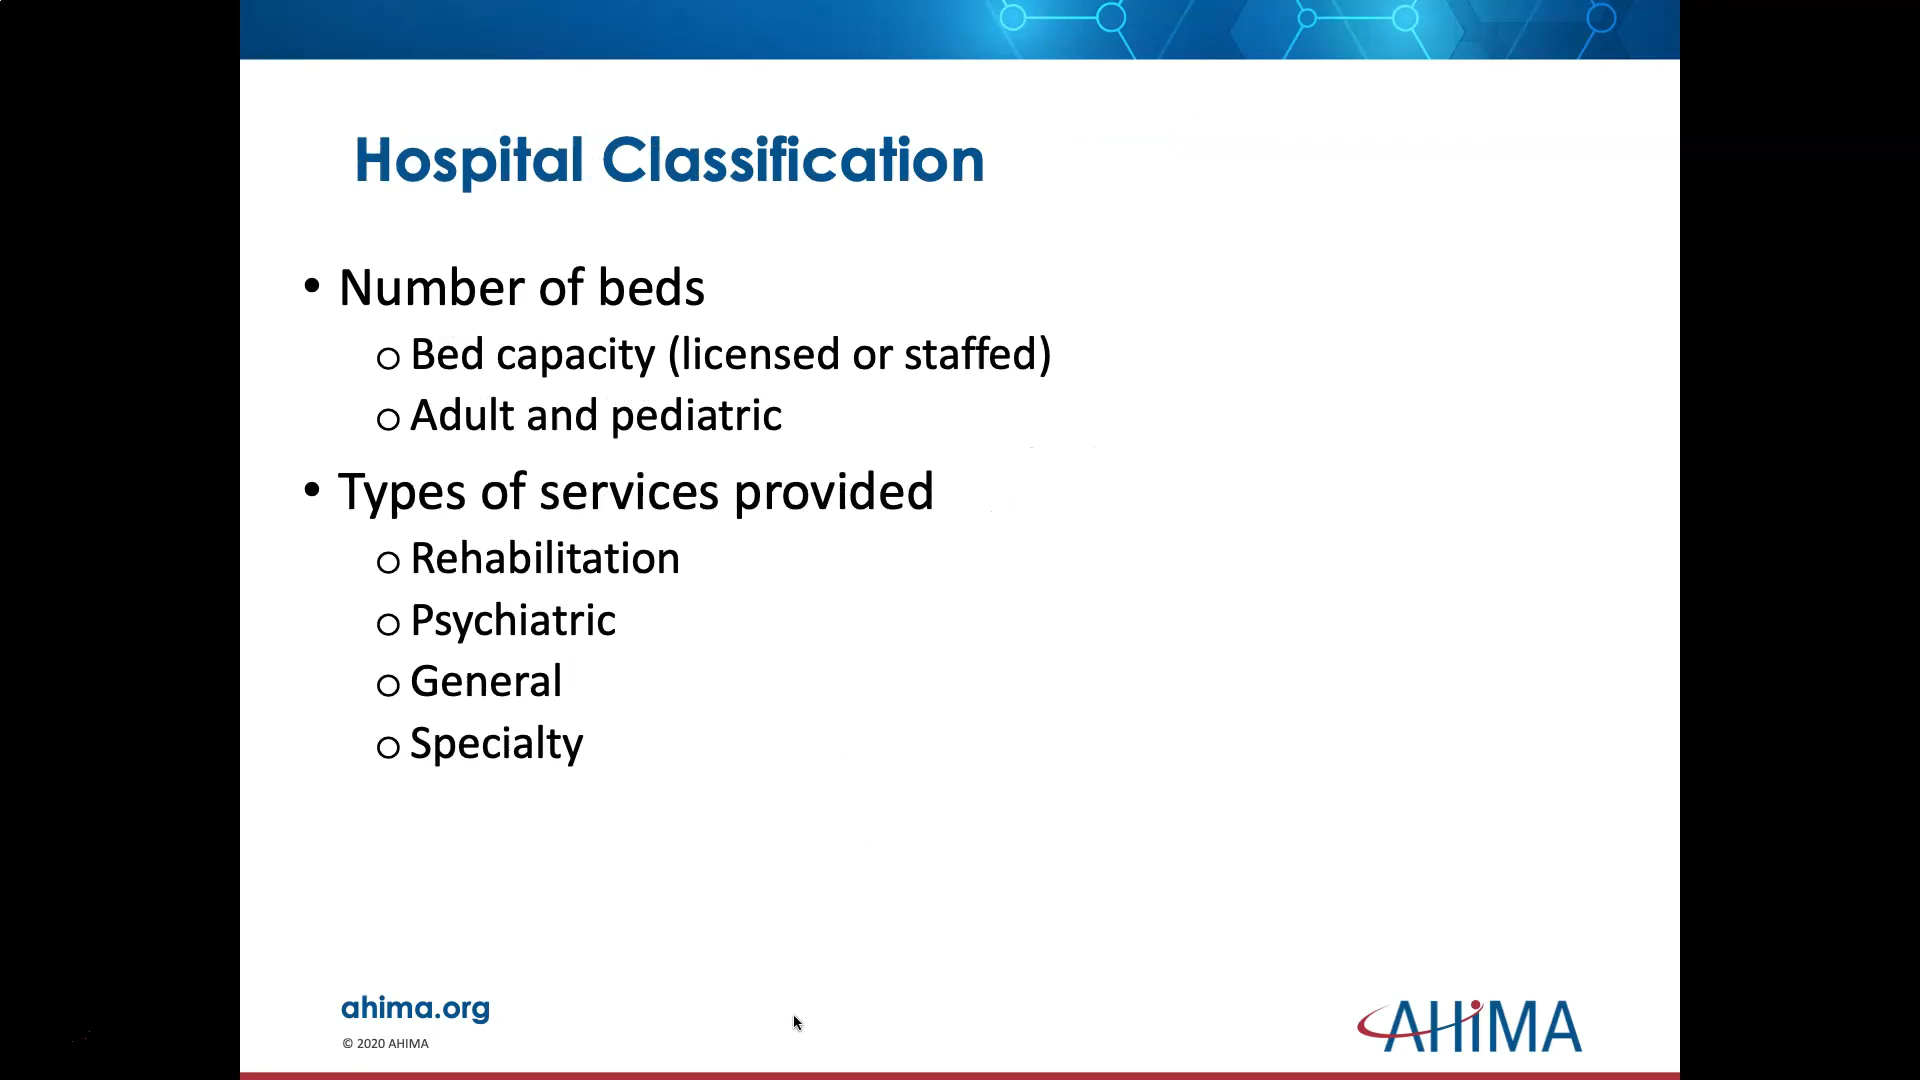 Hospital Classification
• Number of beds
o Bed capacity (licensed or staffed)
o Adult and pediatric
• Types of services provided
o Rehabilitation
o Psychiatric
o General
o Specialty
ahima.org
© 2020 AHIMA
AHiMA